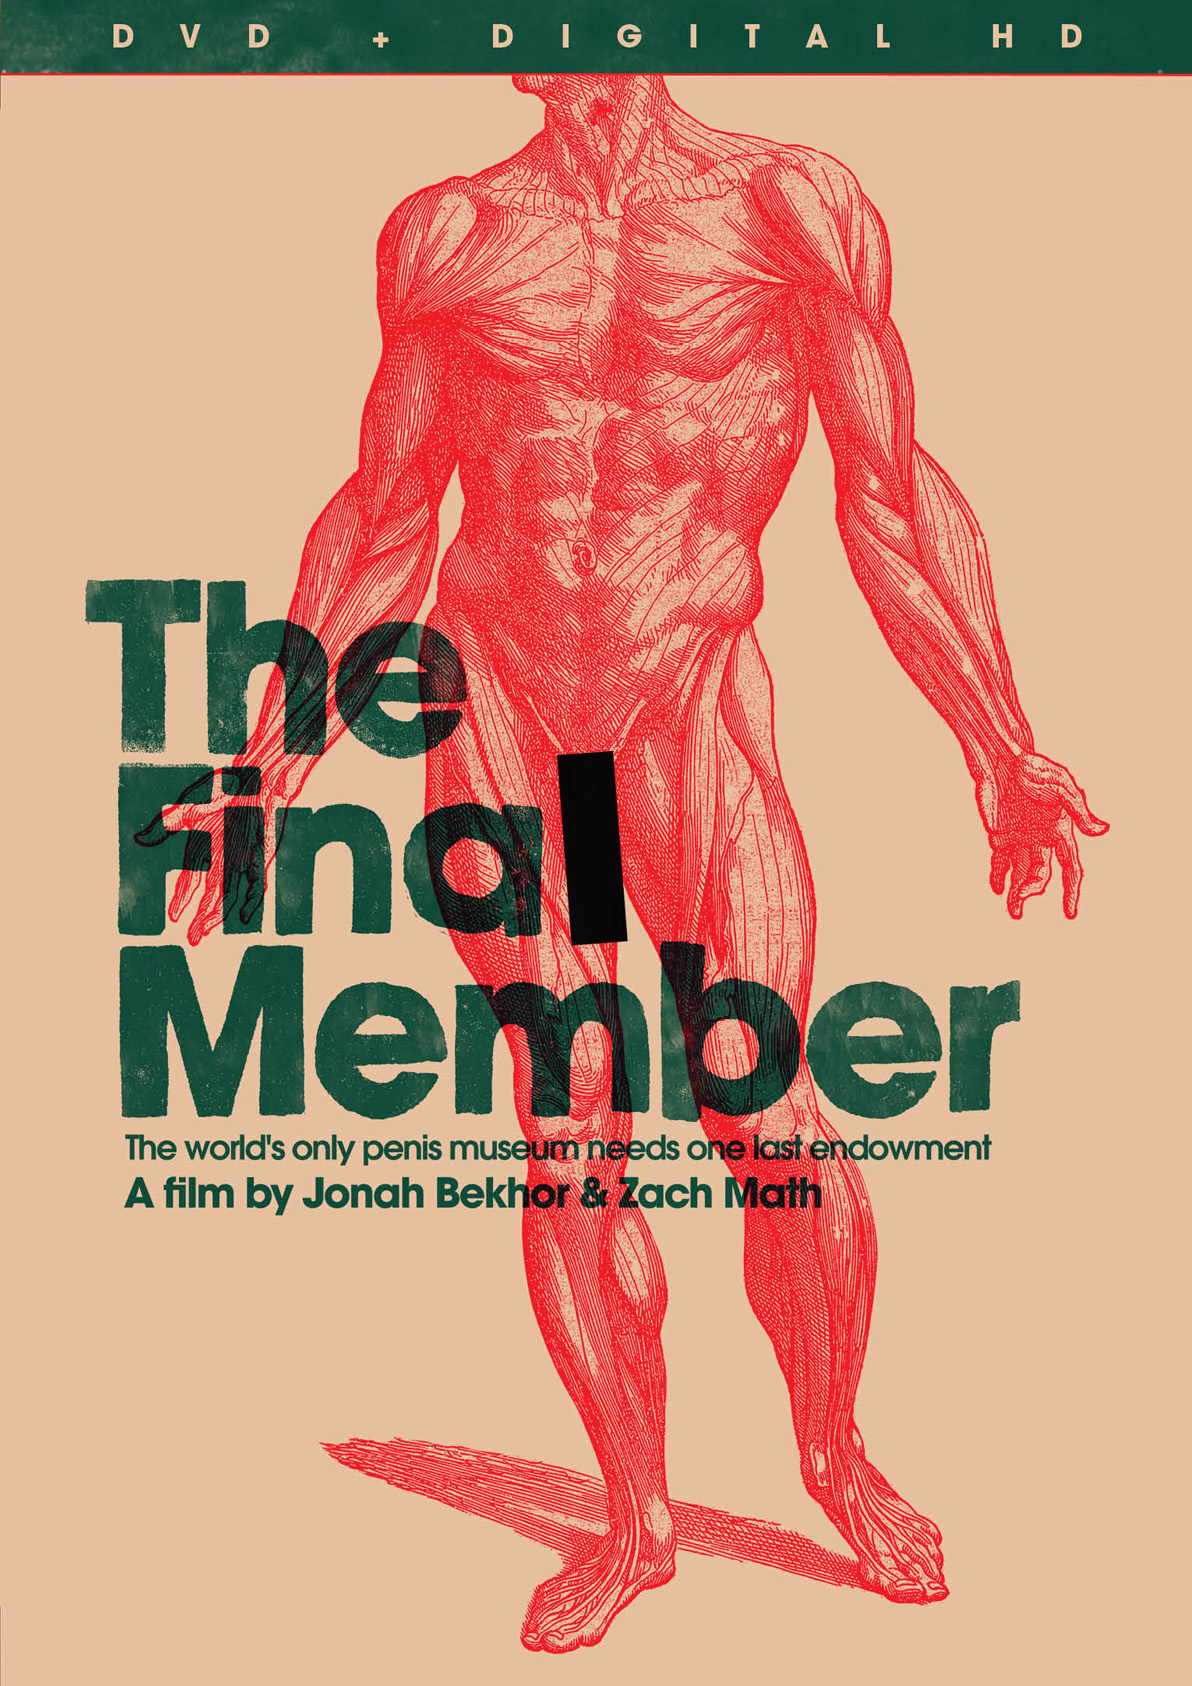 DVD + DIGITAL HD
The
Final
Member
The world's only penis museum needs one last endowment
A film by Jonah Bekhor & Zach Math